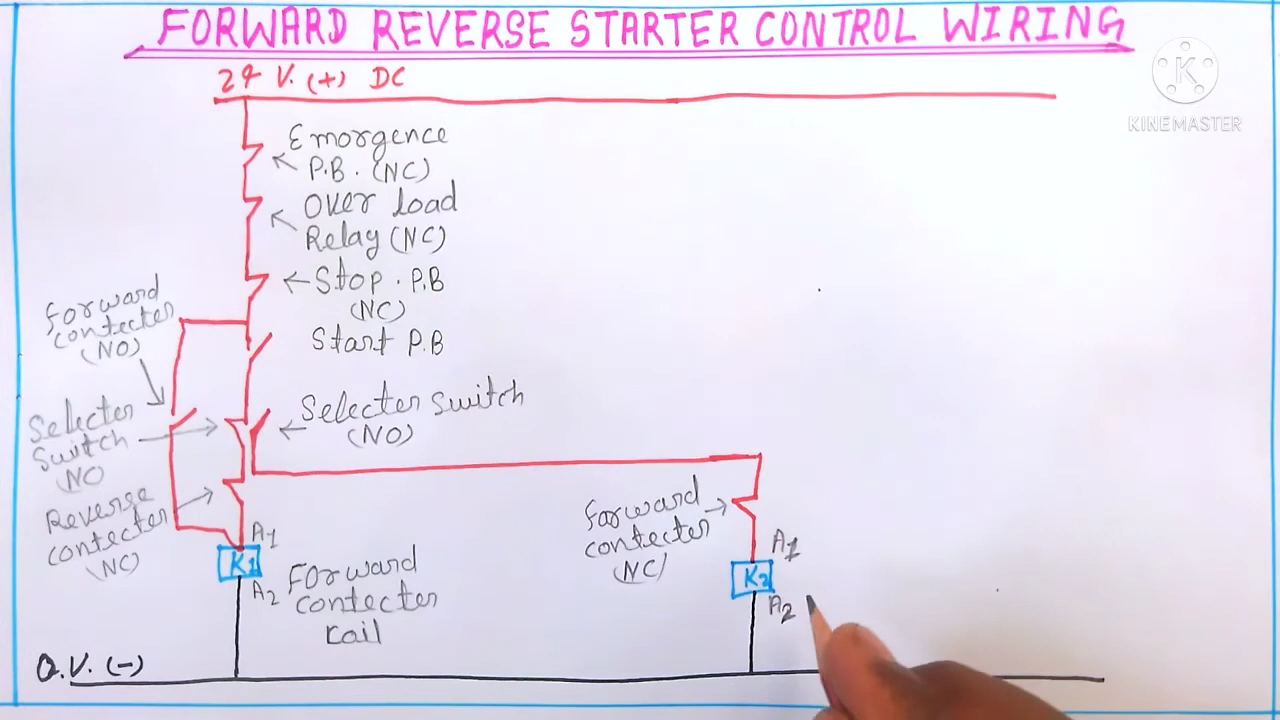 FORWARD REVERSE STARTER CONTROL WIRING
K
KINEMASTER
24 V. (+) DC
Emorgence
P.B. (NC)
Over Load
Relay (NC)
Stop. P.B
(NC)
Start P.B
Forward
contecter
(NO)
Selecter Switch
(NO)
Selecter
Switch
NO
Reverse
contecter
(NC)
A1
K1
A2
Forward
contecter
coil
Forward
contecter
(NC)
A1
K2
A2
0.V. (-)